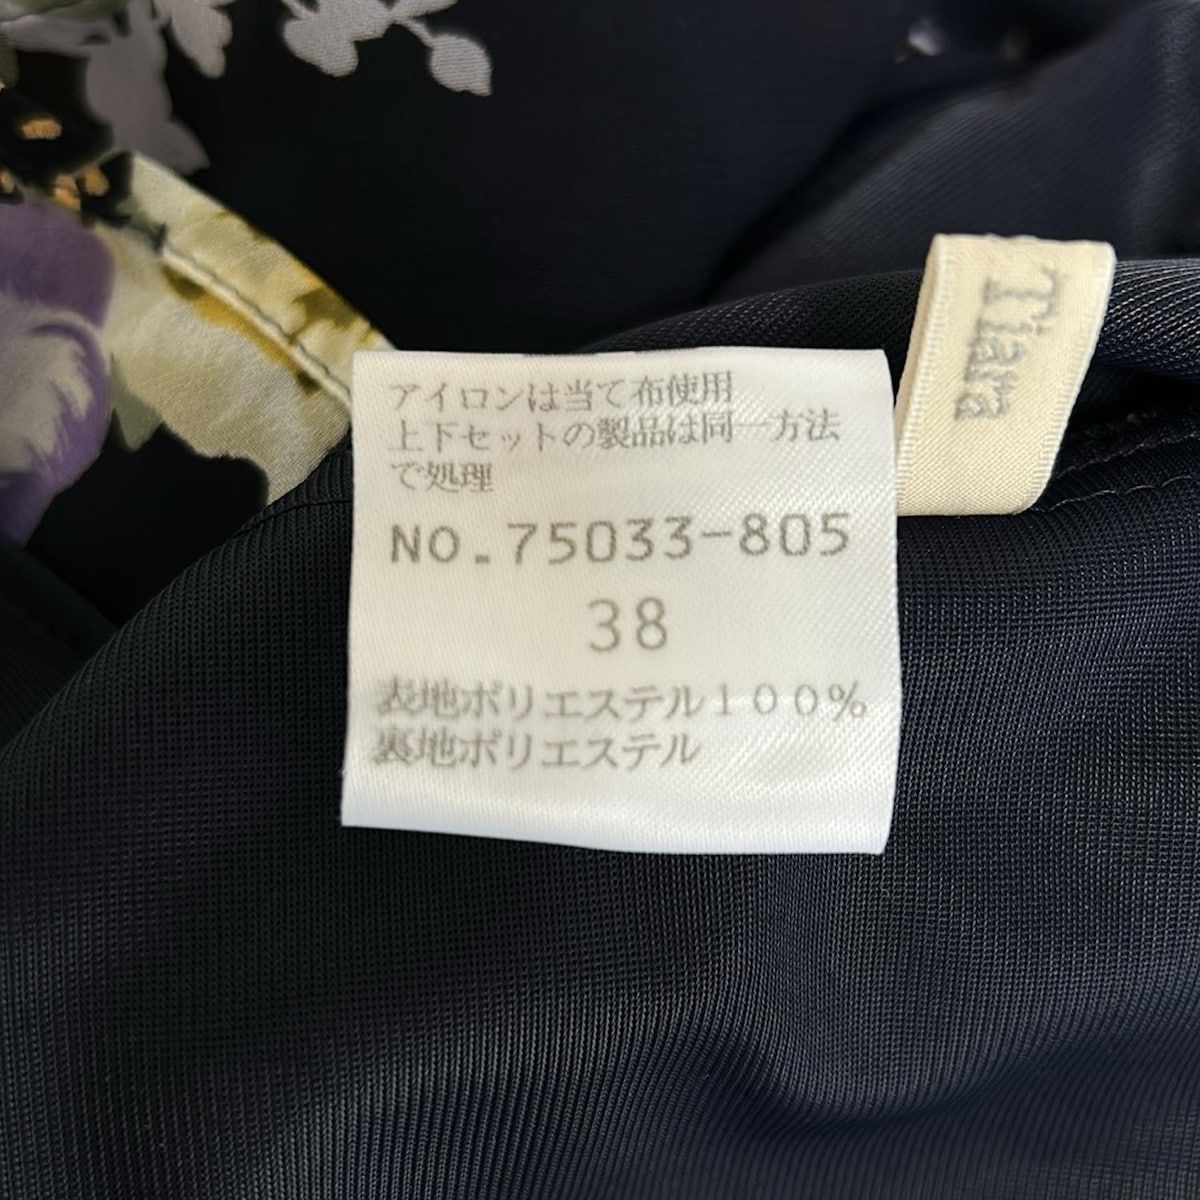 アイロンは当て布使用
上下セットの製品は同一方法
で処理
NO.75033-805
38
表地ポリエステル100%
裏地ポリエステル
Tiara